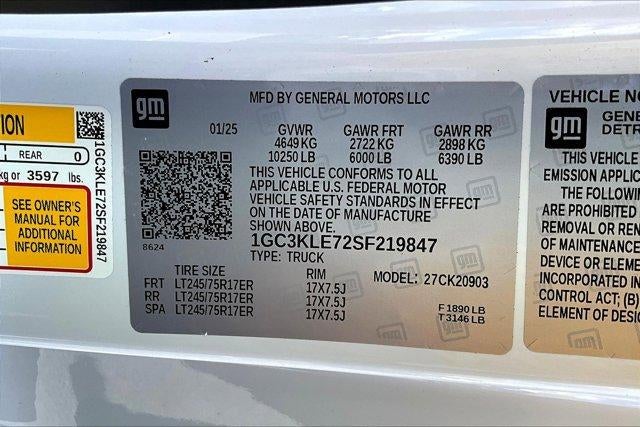 ION
REAR 0
kg or 3597 lbs.
SEE OWNER'S
MANUAL FOR
ADDITIONAL
INFORMATION
1GC3KLE72SF219847
gm
MFD BY GENERAL MOTORS LLC
01/25 GVWR GAWR FRT GAWR RR
4649 KG 2722 KG 2898 KG
10250 LB 6000 LB 6390 LB
THIS VEHICLE CONFORMS TO ALL
APPLICABLE U.S. FEDERAL MOTOR
VEHICLE SAFETY STANDARDS IN EFFECT
ON THE DATE OF MANUFACTURE
SHOWN ABOVE.
8624
1GC3KLE72SF219847
TYPE: TRUCK
TIRE SIZE RIM MODEL: 27CK20903
FRT LT245/75R17ER 17X7.5J
RR LT245/75R17ER 17X7.5J
SPA LT245/75R17ER 17X7.5J
F 1890 LB
T 3146 LB
VEHICLE NO
gm
GENE
DETR
THIS VEHICLE
EMISSION APPLICA
THE FOLLOWI
ARE PROHIBITED
REMOVAL OR REN
OF MAINTENANCE
DEVICE OR ELEME
INCORPORATED IN
CONTROL ACT; (B)
ELEMENT OF DESIGN